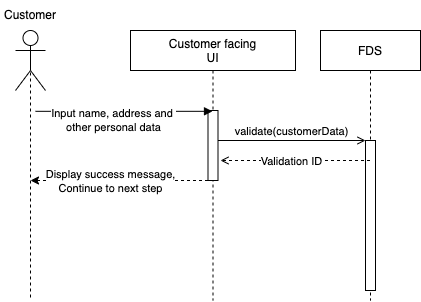 Customer
Customer facing
UI
FDS
Input name, address and
other personal data
validate(customerData)
Validation ID
Display success message,
Continue to next step